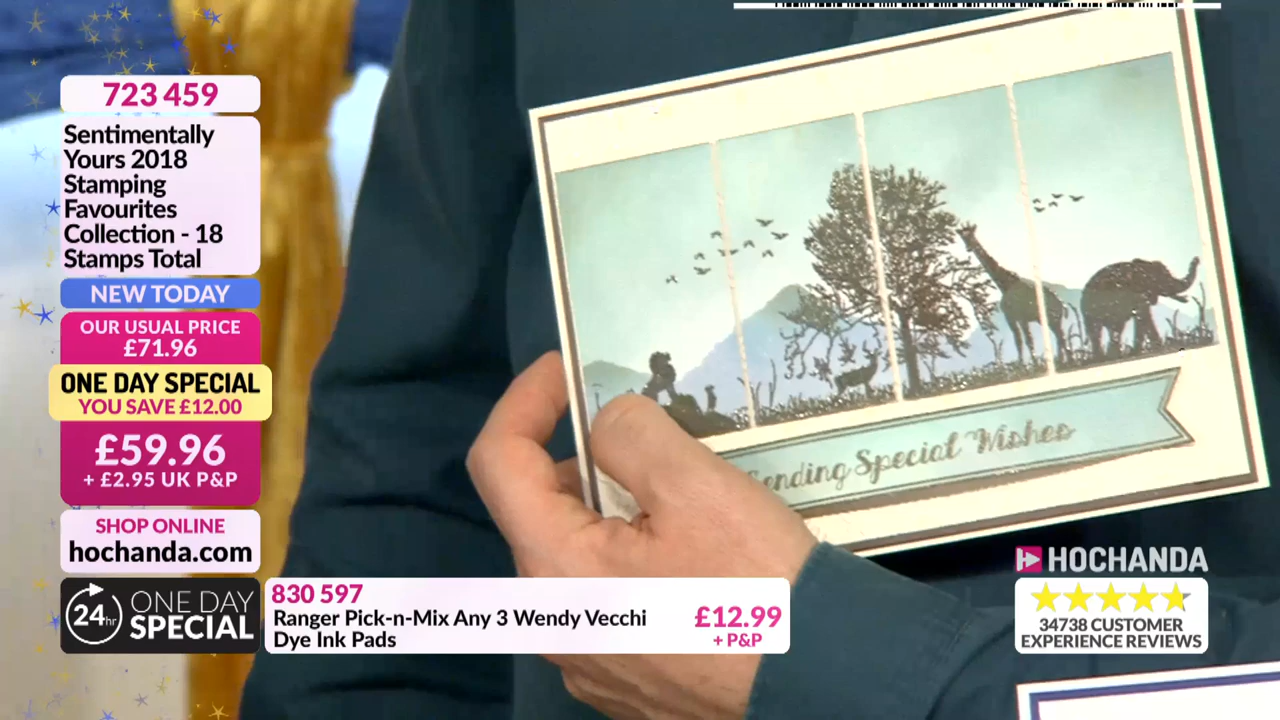 723 459
Sentimentally
Yours 2018
Stamping
Favourites
Collection - 18
Stamps Total
NEW TODAY
OUR USUAL PRICE
£71.96
ONE DAY SPECIAL
YOU SAVE £12.00
£59.96
+ £2.95 UK P&P
SHOP ONLINE
hochanda.com
24hr
ONE DAY
SPECIAL
830 597
Ranger Pick-n-Mix Any 3 Wendy Vecchi
Dye Ink Pads
£12.99
+ P&P
Sending Special Wishes
HOCHANDA
34738 CUSTOMER
EXPERIENCE REVIEWS